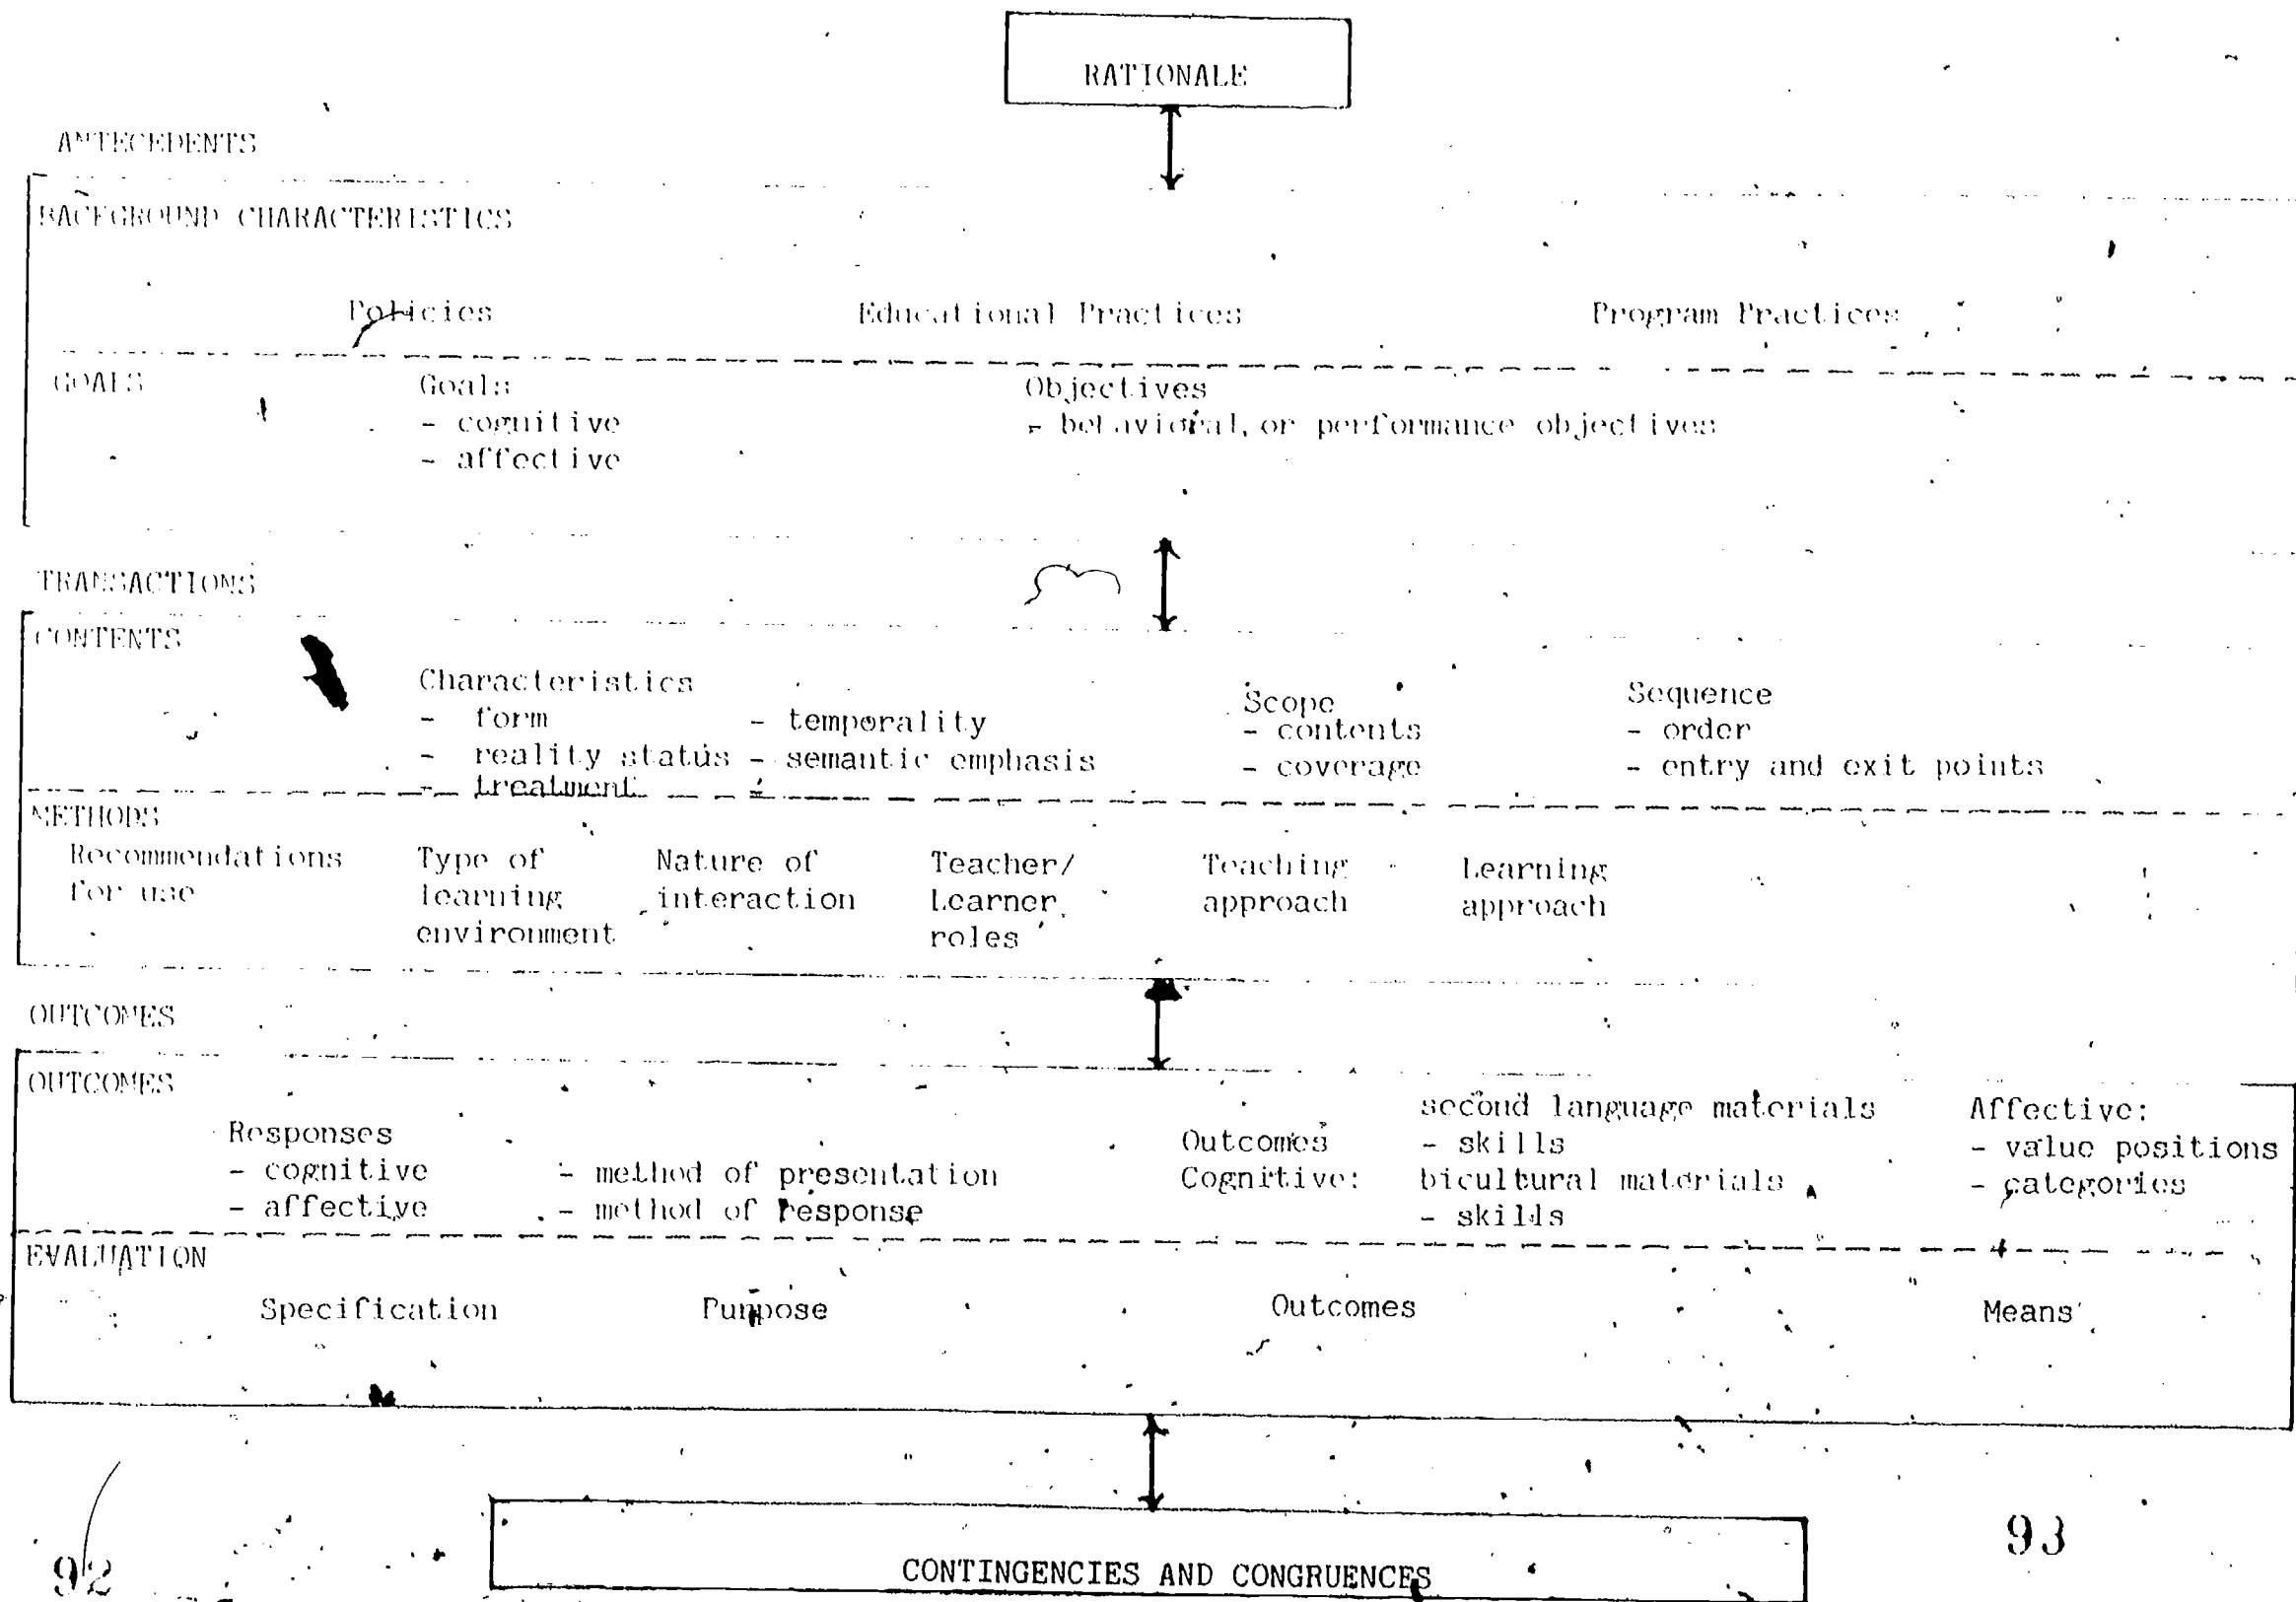 RATIONALE
ANTECEDENTS
BACKGROUND CHARACTERISTICS
Policies Educational Practices Program Practices
GOALS Goals Objectives
- cognitive - behavioral, or performance objectives
- affective
TRANSACTIONS
CONTENTS
Characteristics Scope Sequence
- form - temporality - contents - order
- reality status - semantic emphasis - coverage - entry and exit points
- treatment
METHODS
Recommendations Type of Nature of Teacher/ Teaching Learning
for use learning interaction Learner approach approach
environment roles
OUTCOMES
OUTCOMES
second language materials Affective:
Responses Outcomes - skills - value positions
- cognitive - method of presentation Cognitive: bicultural materials - categories
- affective - method of response - skills
EVALUATION
Specification Purpose Outcomes Means
CONTINGENCIES AND CONGRUENCES
92 93